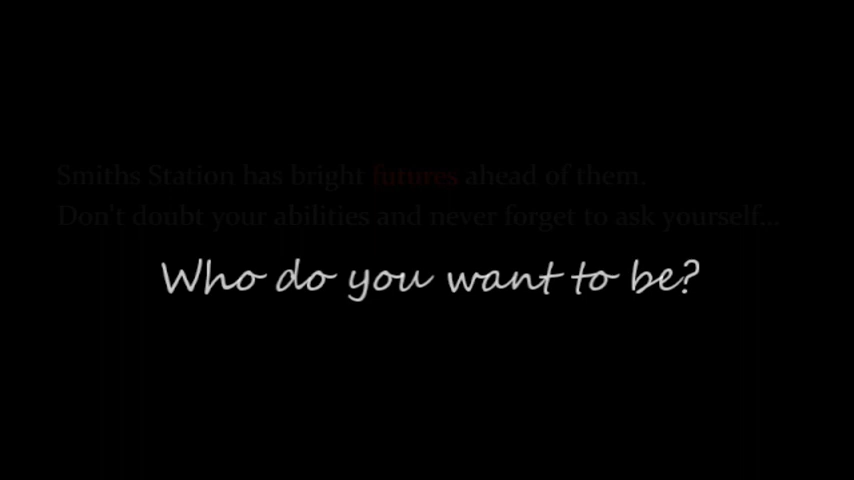 Smiths Station has bright futures ahead of them.
Don't doubt your abilities and never forget to ask yourself...
Who do you want to be?